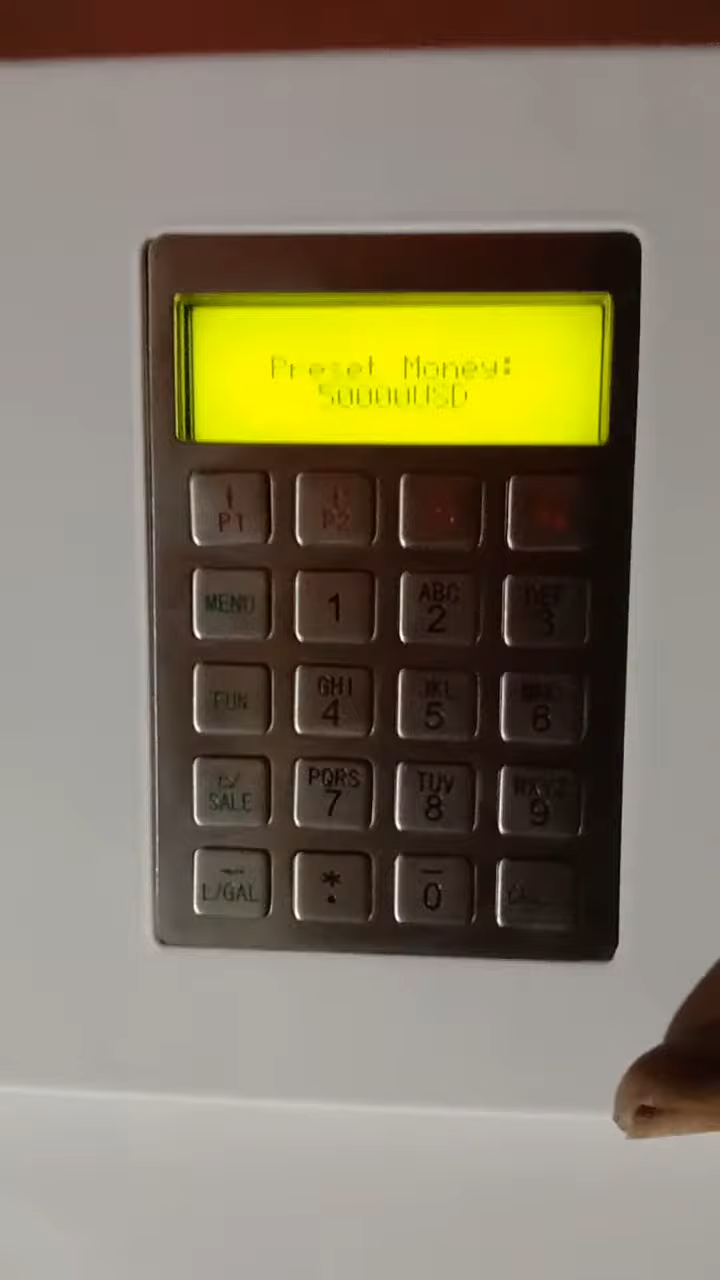 Preset Money:
50000USD
P1 P2
MENU 1 ABC 2 DEF 3
FUN GHI 4 JKL 5 MNO 6
SALE PQRS 7 TUV 8 9
L/GAL * . 0